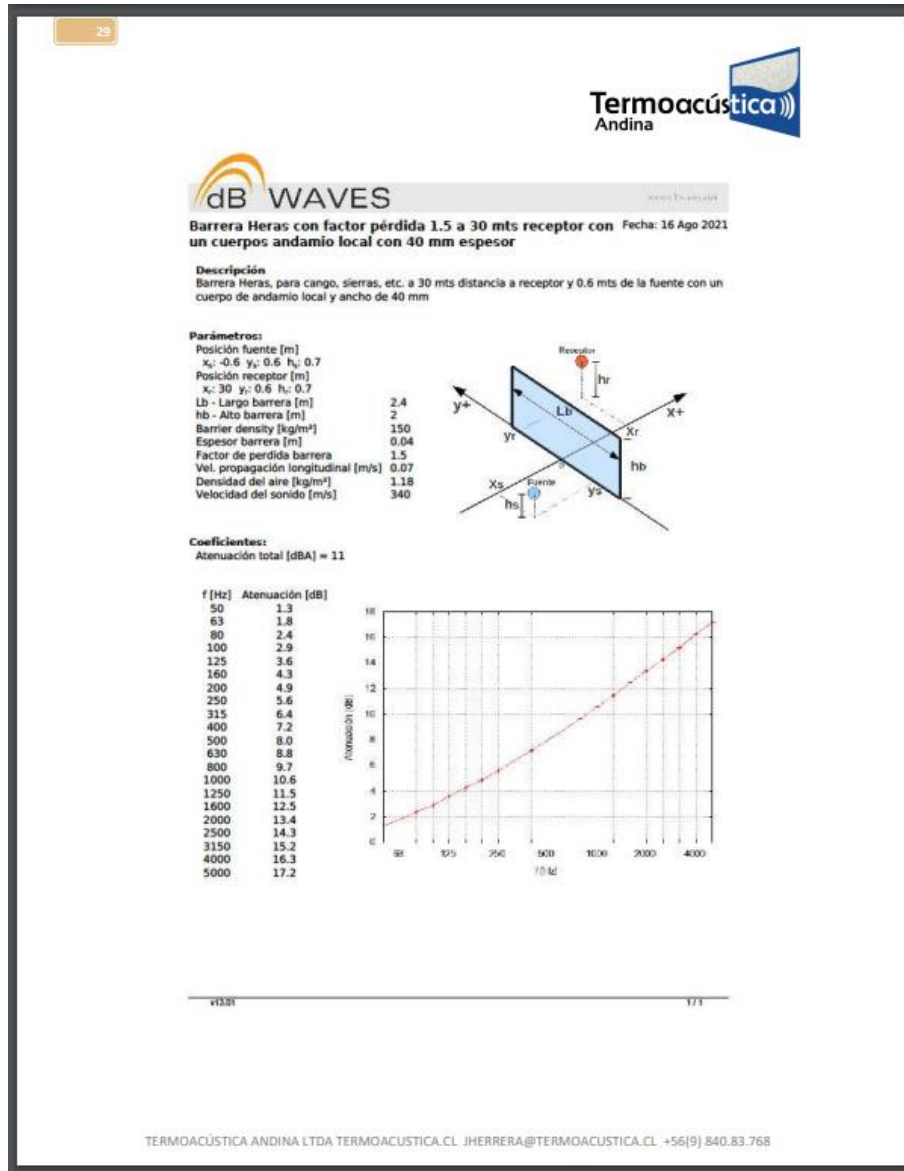 29
Termoacústica
Andina
dB WAVES
Barrera Heras con factor pérdida 1.5 a 30 mts receptor con Fecha: 16 Ago 2021
un cuerpos andamio local con 40 mm espesor
Descripción
Barrera Heras, para cango, sierras, etc. a 30 mts distancia a receptor y 0.6 mts de la fuente con un
cuerpo de andamio local y ancho de 40 mm
Parámetros:
Posición fuente [m]
xs: -0.6 ys: 0.6 hs: 0.7
Posición receptor [m]
xr: 30 yr: 0.6 hr: 0.7
Lb - Largo barrera [m] 2.4
hb - Alto barrera [m] 2
Barrier density [kg/m³] 150
Espesor barrera [m] 0.04
Factor de perdida barrera 1.5
Vel. propagación longitudinal [m/s] 0.07
Densidad del aire [kg/m³] 1.18
Velocidad del sonido [m/s] 340
Receptor
hr
y+
Lb
x+
yr
Xr
hb
Xs
Fuente
ys
hs
Coeficientes:
Atenuación total [dBA] = 11
f [Hz] Atenuación [dB]
50 1.3
63 1.8
80 2.4
100 2.9
125 3.6
160 4.3
200 4.9
250 5.6
315 6.4
400 7.2
500 8.0
630 8.8
800 9.7
1000 10.6
1250 11.5
1600 12.5
2000 13.4
2500 14.3
3150 15.2
4000 16.3
5000 17.2
18
16
14
12
10
8
6
4
2
0
Atenuación [dB]
63 125 250 500 1000 2000 4000
v13.01 1 / 1
TERMOACÚSTICA ANDINA LTDA TERMOACUSTICA.CL JHERRERA@TERMOACUSTICA.CL +56(9) 840.83.768